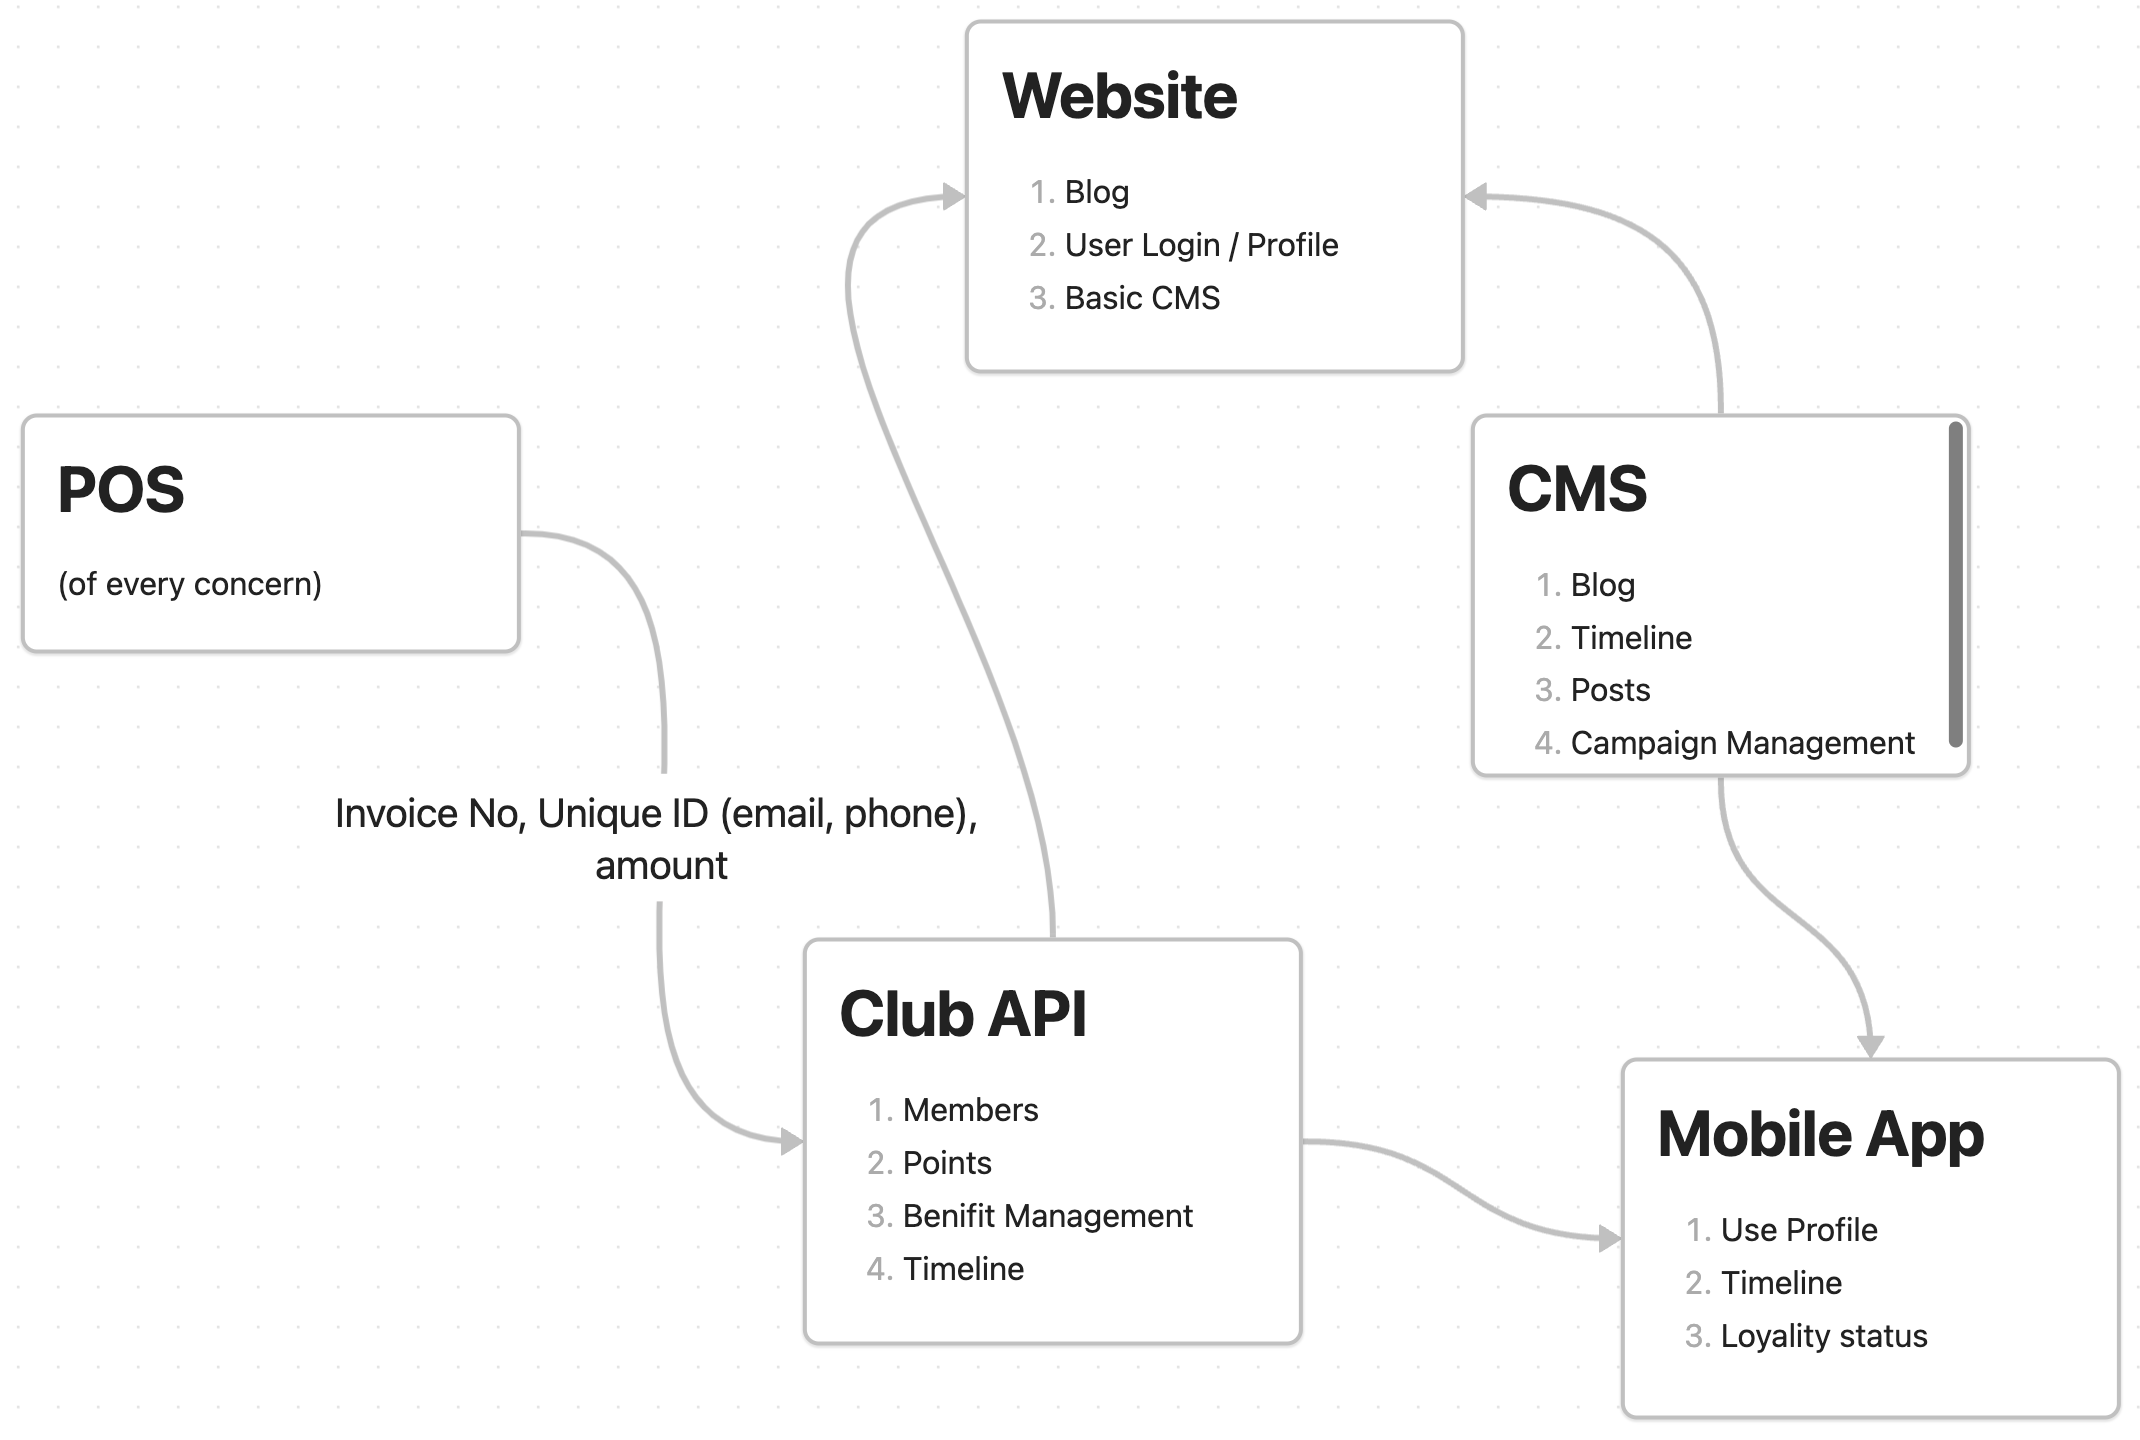 Website
1. Blog
2. User Login / Profile
3. Basic CMS
POS
(of every concern)
CMS
1. Blog
2. Timeline
3. Posts
4. Campaign Management
Invoice No, Unique ID (email, phone),
amount
Club API
1. Members
2. Points
3. Benifit Management
4. Timeline
Mobile App
1. Use Profile
2. Timeline
3. Loyality status